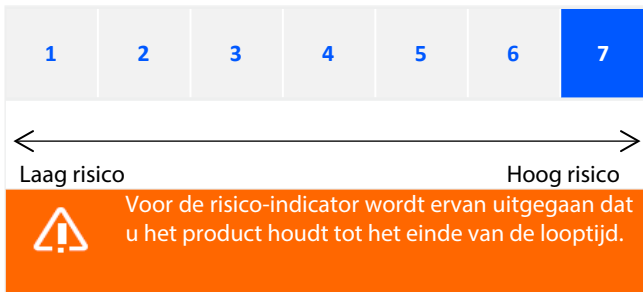 1 2 3 4 5 6 7
Laag risico Hoog risico
Voor de risico-indicator wordt ervan uitgegaan dat
u het product houdt tot het einde van de looptijd.